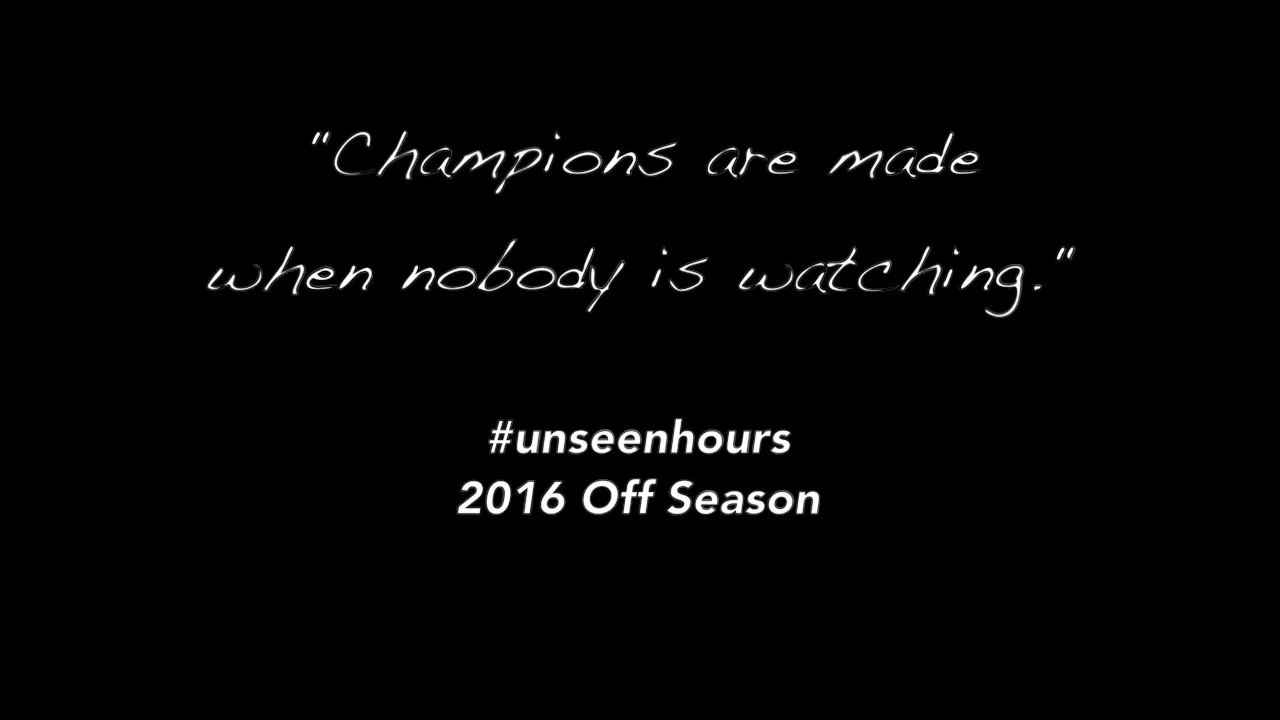 "Champions are made
when nobody is watching."
#unseenhours
2016 Off Season